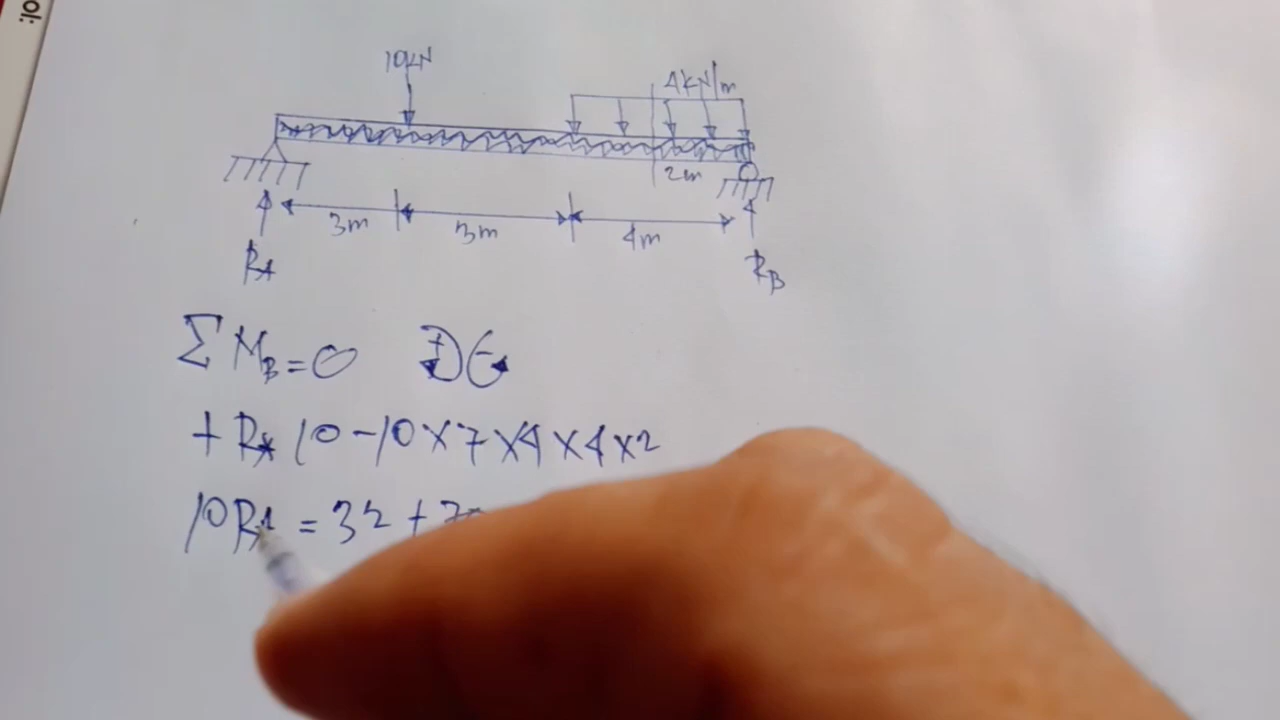 ol:
10kN
4kN/m
2m
3m
3m
4m
RA
RB
ΣMB=0
+RA 10-10×7×4×4×2
10RA = 32 +